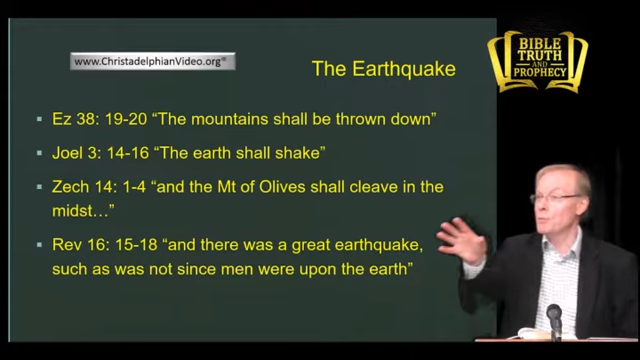 www.ChristadelphianVideo.org®
The Earthquake
BIBLE
TRUTH
AND
PROPHECY
▪ Ez 38: 19-20 “The mountains shall be thrown down”
▪ Joel 3: 14-16 “The earth shall shake”
▪ Zech 14: 1-4 “and the Mt of Olives shall cleave in the
midst…”
▪ Rev 16: 15-18 “and there was a great earthquake,
such as was not since men were upon the earth”